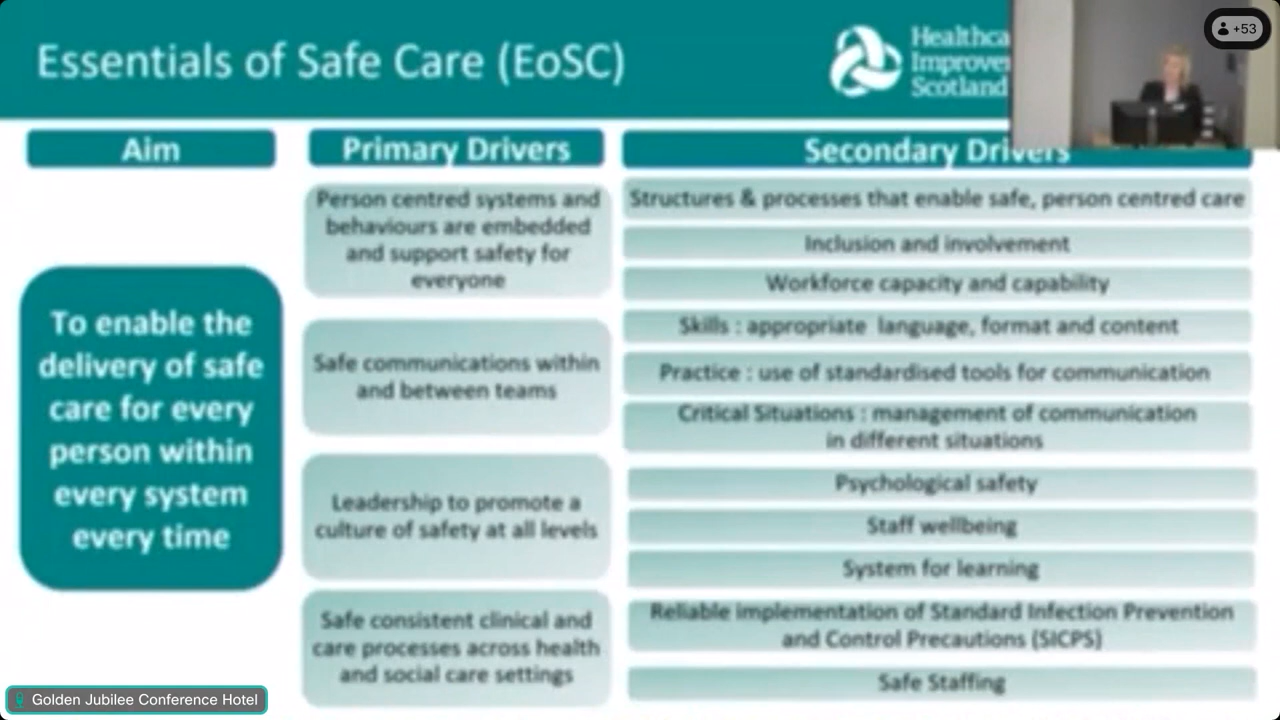 Essentials of Safe Care (EoSC)
Healthca
Improve
Scotland
+53
Aim
Primary Drivers
Secondary Drivers
To enable the
delivery of safe
care for every
person within
every system
every time
Person centred systems and
behaviours are embedded
and support safety for
everyone
Structures & processes that enable safe, person centred care
Inclusion and involvement
Workforce capacity and capability
Safe communications within
and between teams
Skills : appropriate language, format and content
Practice : use of standardised tools for communication
Critical Situations : management of communication
in different situations
Leadership to promote a
culture of safety at all levels
Psychological safety
Staff wellbeing
System for learning
Safe consistent clinical and
care processes across health
and social care settings
Reliable implementation of Standard Infection Prevention
and Control Precautions (SICPS)
Safe Staffing
Golden Jubilee Conference Hotel